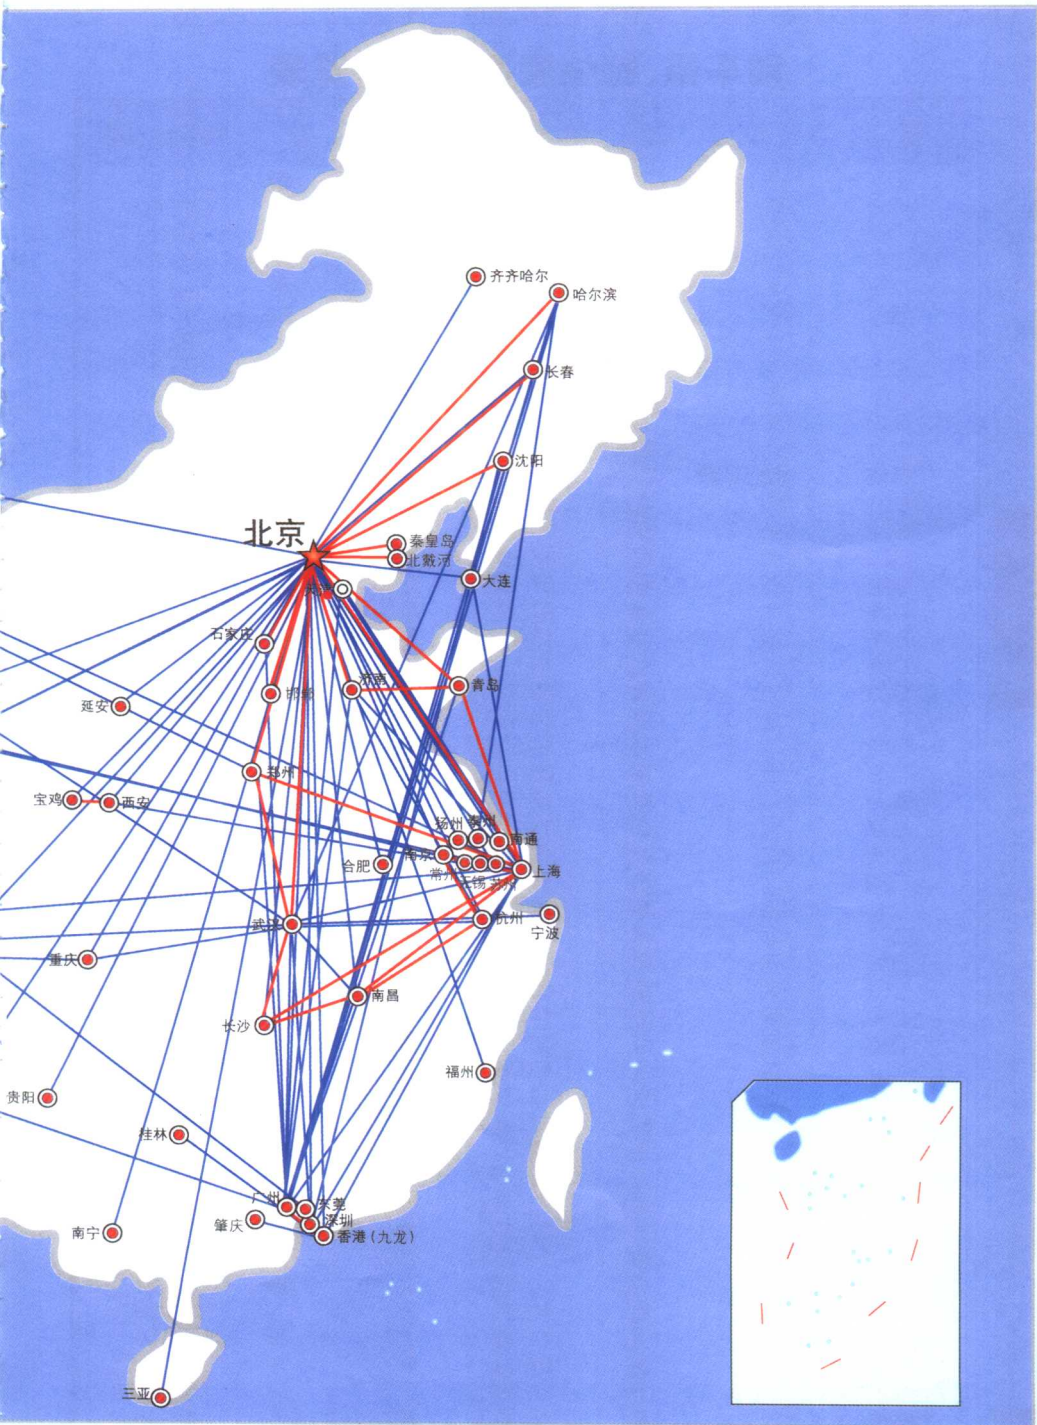 齐齐哈尔
哈尔滨
长春
沈阳
北京
秦皇岛
北戴河
大连
天津
石家庄
济南
青岛
邯郸
延安
郑州
宝鸡
西安
扬州
泰州
南通
南京
合肥
常州
无锡
苏州
上海
武汉
杭州
宁波
重庆
南昌
长沙
福州
贵阳
桂林
广州
东莞
深圳
肇庆
香港(九龙)
南宁
三亚